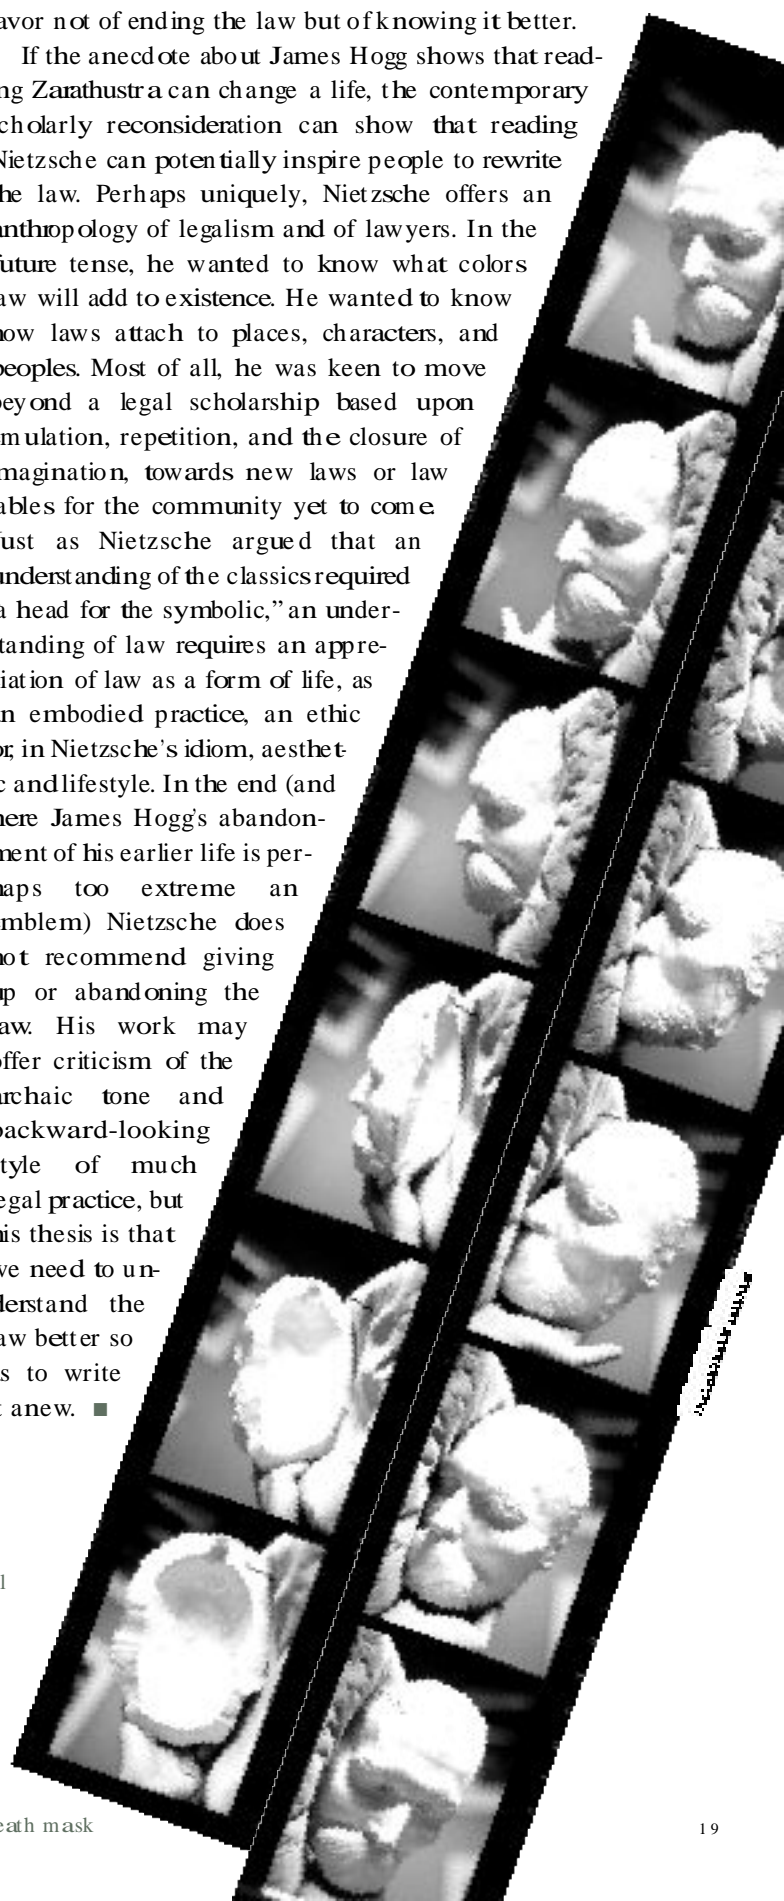 avor not of ending the law but of knowing it better.
If the anecdote about James Hogg shows that read-
ng Zarathustra can change a life, the contemporary
cholarly reconsideration can show that reading
Nietzsche can potentially inspire people to rewrite
he law. Perhaps uniquely, Nietzsche offers an
anthropology of legalism and of lawyers. In the
future tense, he wanted to know what colors
aw will add to existence. He wanted to know
how laws attach to places, characters, and
peoples. Most of all, he was keen to move
beyond a legal scholarship based upon
mulation, repetition, and the closure of
magination, towards new laws or law
ables for the community yet to come.
Just as Nietzsche argued that an
understanding of the classics required
a head for the symbolic,” an under-
tanding of law requires an appre-
iation of law as a form of life, as
n embodied practice, an ethic
or, in Nietzsche’s idiom, aesthet-
c and lifestyle. In the end (and
here James Hogg’s abandon-
ment of his earlier life is per-
haps too extreme an
mblem) Nietzsche does
not recommend giving
up or abandoning the
aw. His work may
offer criticism of the
archaic tone and
backward-looking
tyle of much
egal practice, but
his thesis is that
we need to un-
derstand the
aw better so
s to write
t anew. ■
l
eath mask
19